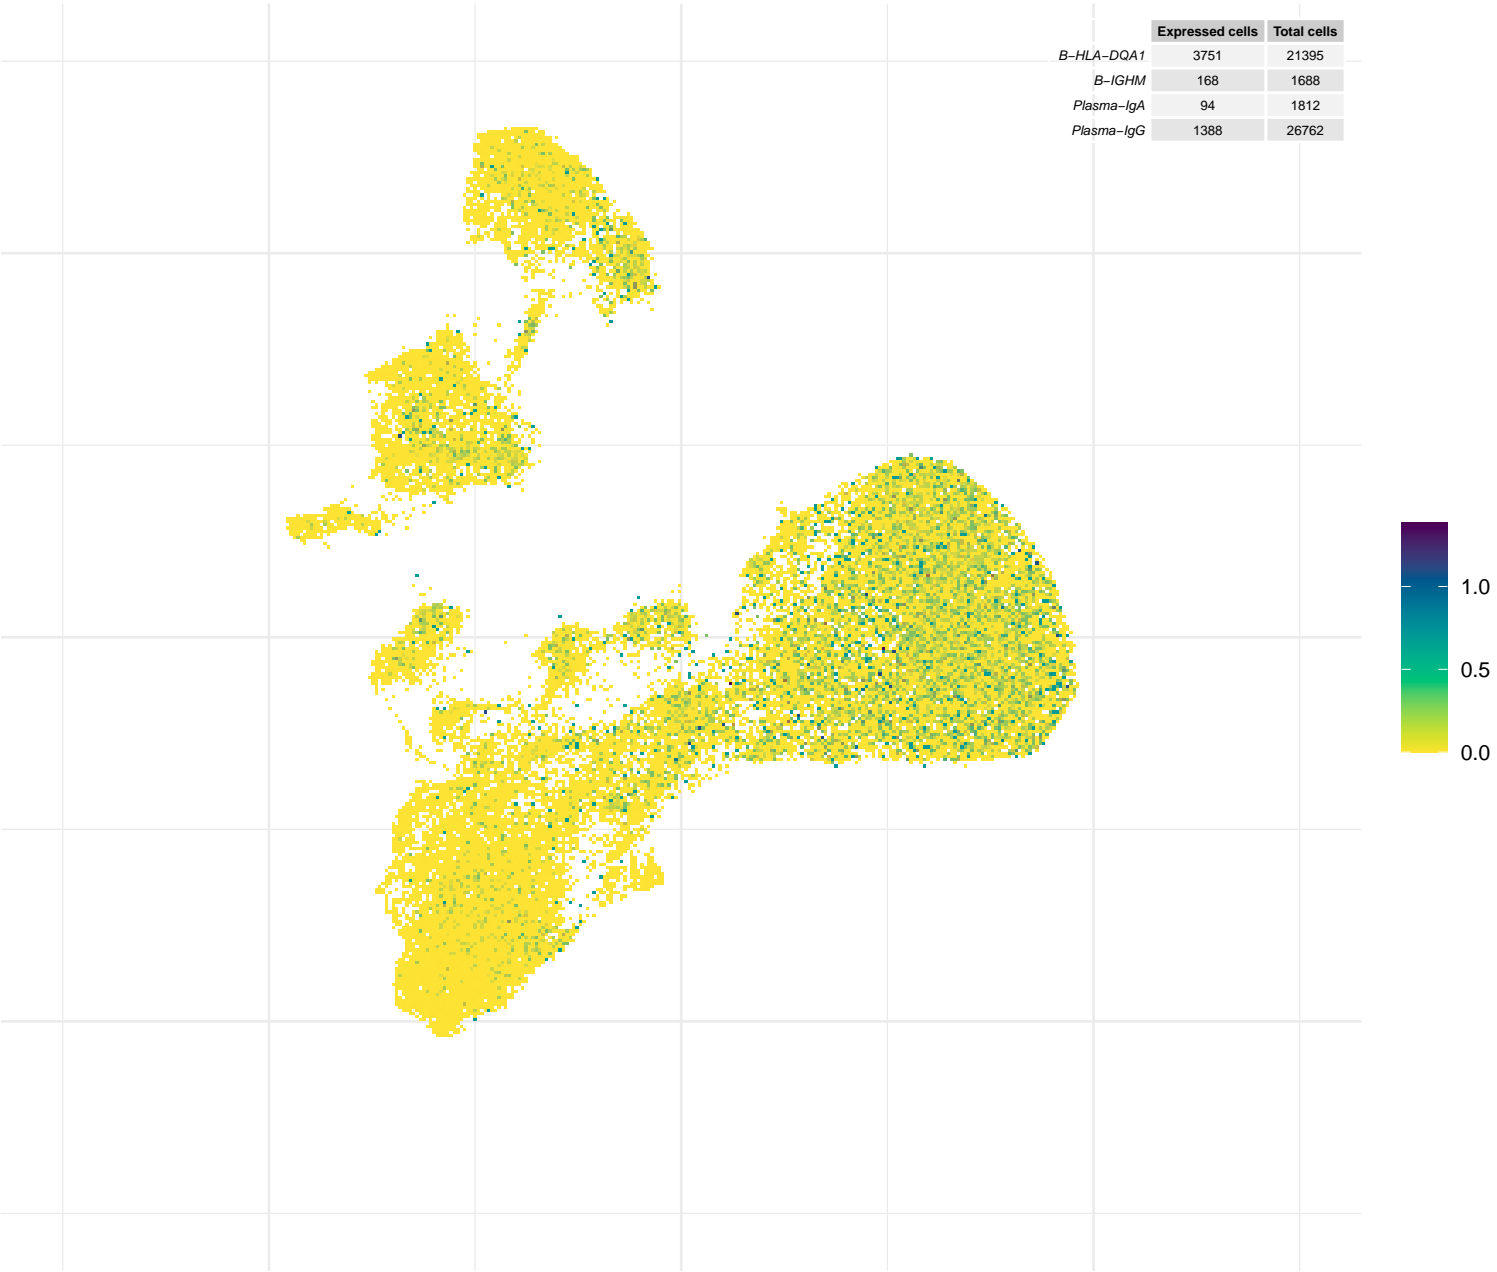 Expressed cells Total cells
B−HLA−DQA1 3751 21395
B−IGHM 168 1688
Plasma−IgA 94 1812
Plasma−IgG 1388 26762
1.0
0.5
0.0